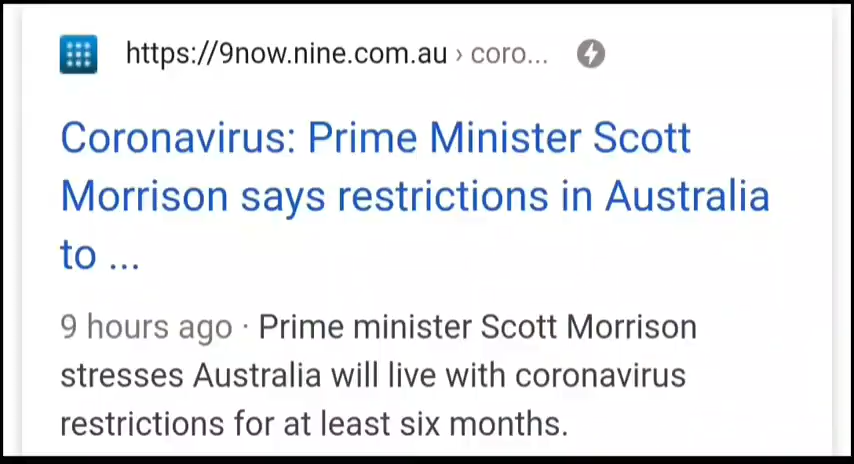 https://9now.nine.com.au › coro...
Coronavirus: Prime Minister Scott
Morrison says restrictions in Australia
to ...
9 hours ago · Prime minister Scott Morrison
stresses Australia will live with coronavirus
restrictions for at least six months.